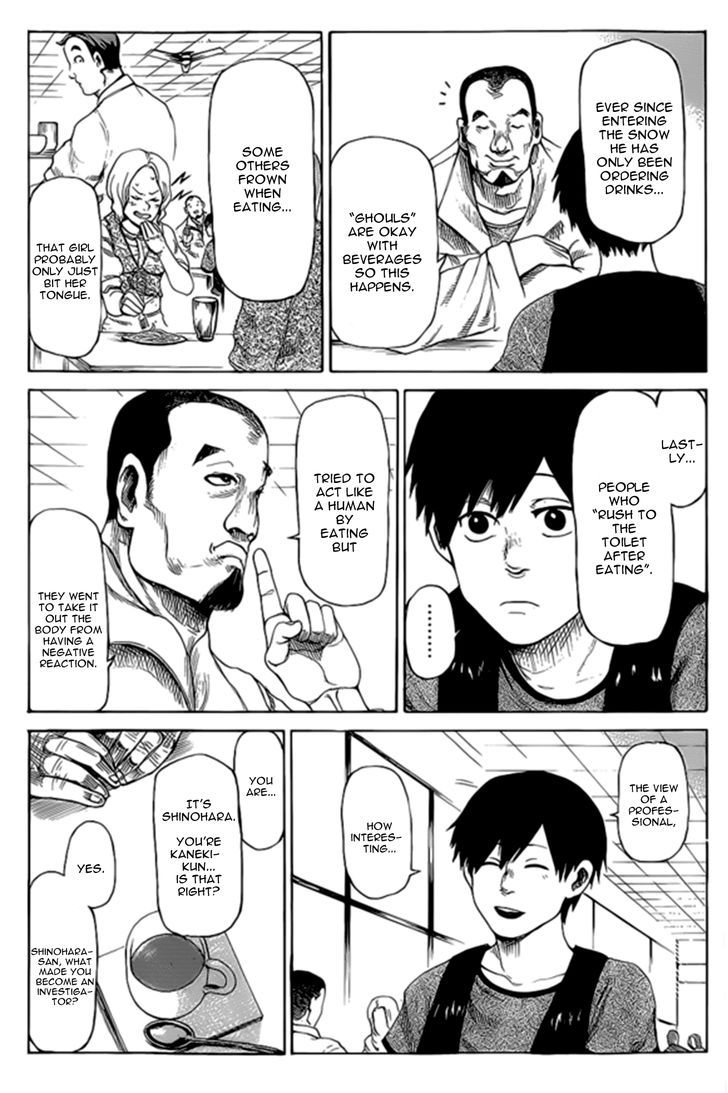 EVER SINCE
ENTERING
THE SNOW
HE HAS
ONLY BEEN
ORDERING
DRINKS...
"GHOULS"
ARE OKAY
WITH
BEVERAGES
SO THIS
HAPPENS.
SOME
OTHERS
FROWN
WHEN
EATING...
THAT GIRL
PROBABLY
ONLY JUST
BIT HER
TONGUE.
LAST-
LY...
PEOPLE
WHO
"RUSH TO
THE
TOILET
AFTER
EATING".
........
TRIED TO
ACT LIKE
A HUMAN
BY
EATING
BUT
THEY WENT
TO TAKE IT
OUT THE
BODY FROM
HAVING A
NEGATIVE
REACTION.
THE VIEW
OF A
PROFES-
SIONAL,
HOW
INTERES-
TING...
YOU
ARE...
IT'S
SHINOHARA.
YOU'RE
KANEKI-
KUN...
IS THAT
RIGHT?
YES.
SHINOHARA-
SAN, WHAT
MADE YOU
BECOME AN
INVESTIGA-
TOR?